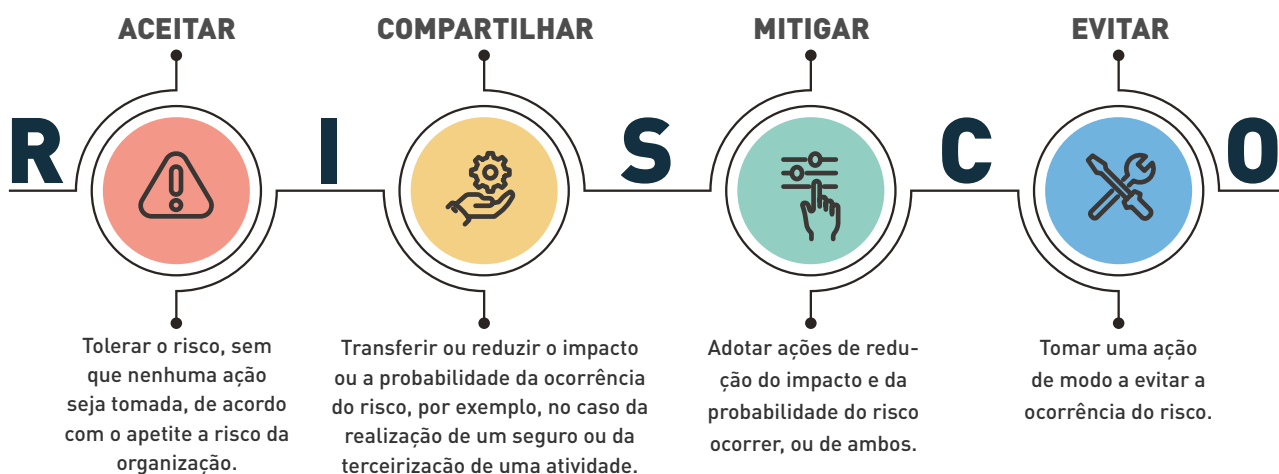 ACEITAR
COMPARTILHAR
MITIGAR
EVITAR
R I S C O
Tolerar o risco, sem
que nenhuma ação
seja tomada, de acordo
com o apetite a risco da
organização.
Transferir ou reduzir o impacto
ou a probabilidade da ocorrência
do risco, por exemplo, no caso da
realização de um seguro ou da
terceirização de uma atividade.
Adotar ações de redu-
ção do impacto e da
probabilidade do risco
ocorrer, ou de ambos.
Tomar uma ação
de modo a evitar a
ocorrência do risco.